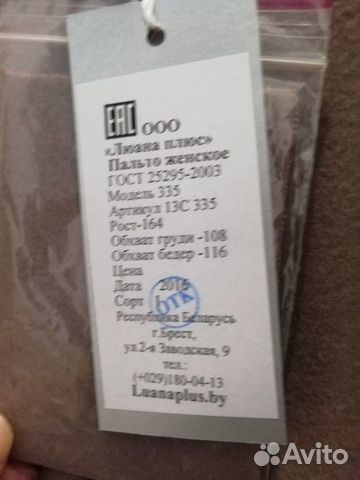 ЕАС ООО
«Люана плюс»
Пальто женское
ГОСТ 25295-2003
Модель 335
Артикул 13С 335
Рост-164
Обхват груди -108
Обхват бедер -116
Цена
Дата 2016
Сорт 1
ОТК
Республика Беларусь
г.Брест,
ул.2-я Заводская, 9
тел.:
(+029)180-04-13
Luanaplus.by
Avito